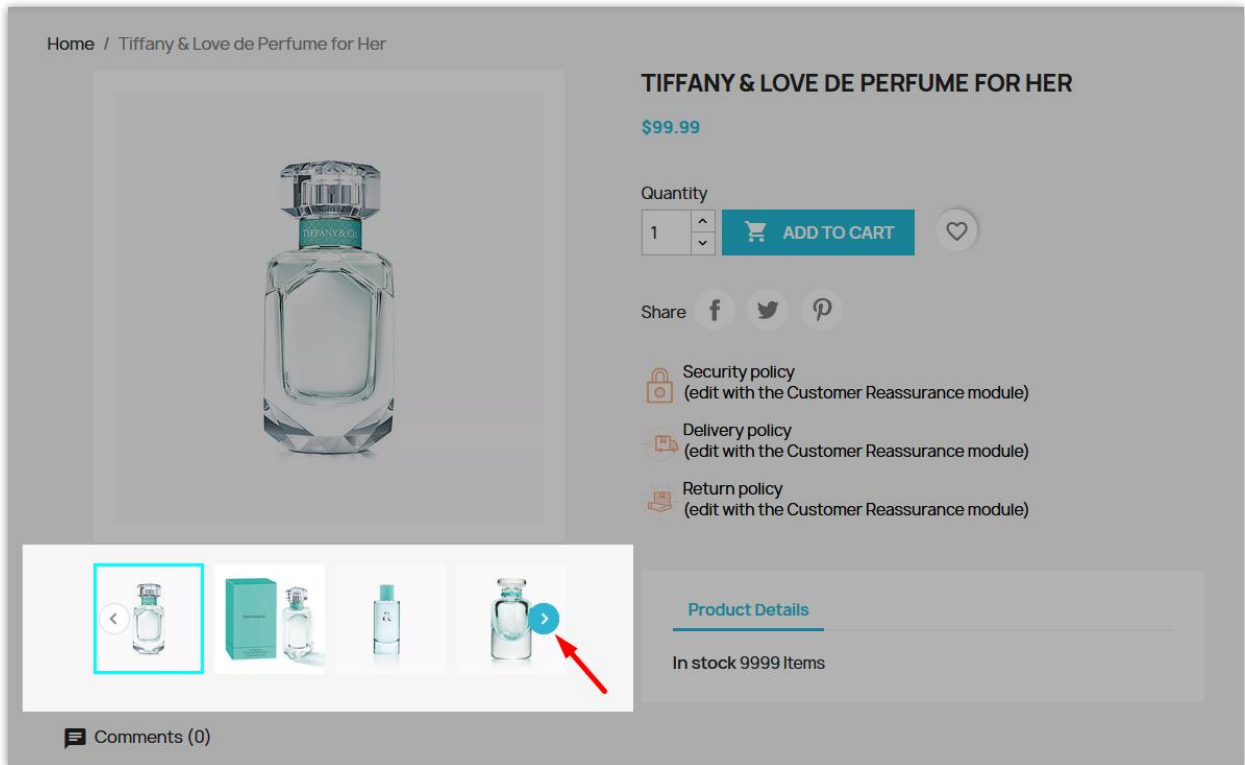 Home / Tiffany & Love de Perfume for Her
TIFFANY & LOVE DE PERFUME FOR HER
$99.99
Quantity
1
ADD TO CART
Share
Security policy
(edit with the Customer Reassurance module)
Delivery policy
(edit with the Customer Reassurance module)
Return policy
(edit with the Customer Reassurance module)
TIFFANY & Co.
Product Details
In stock 9999 Items
Comments (0)